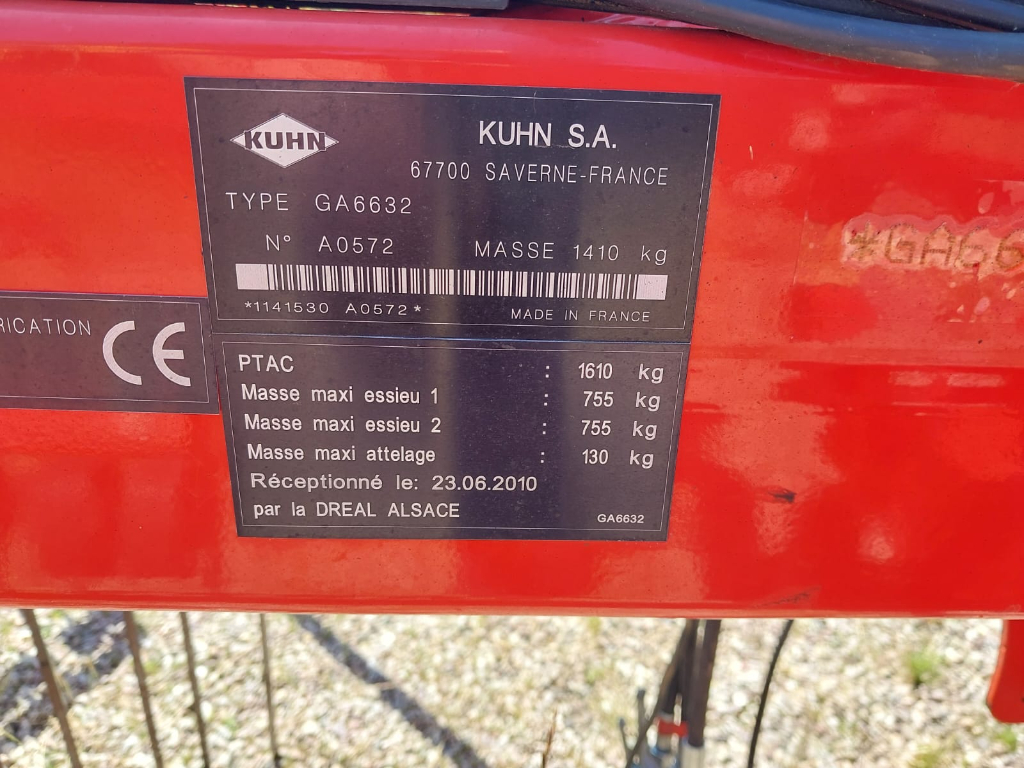 KUHN
KUHN S.A.
67700 SAVERNE-FRANCE
TYPE GA6632
N° A0572 MASSE 1410 kg
*1141530 A0572*
MADE IN FRANCE
CE
PTAC : 1610 kg
Masse maxi essieu 1 : 755 kg
Masse maxi essieu 2 : 755 kg
Masse maxi attelage : 130 kg
Réceptionné le: 23.06.2010
par la DREAL ALSACE
GA6632
*GA66